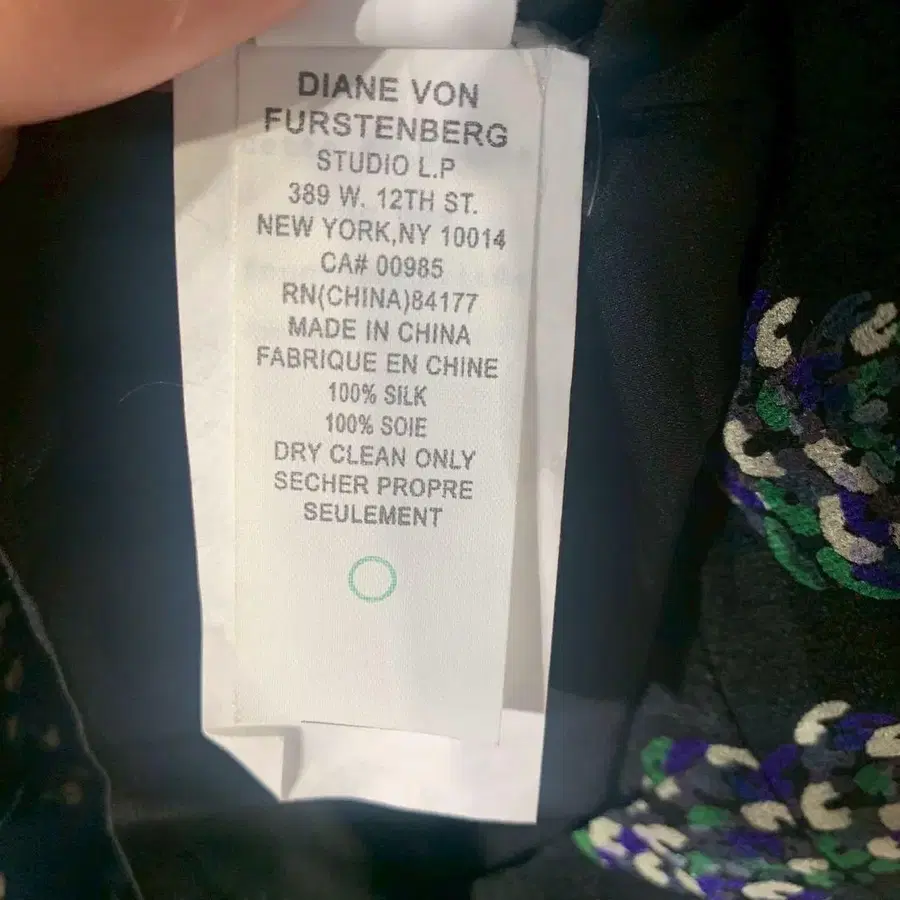 DIANE VON
FURSTENBERG
STUDIO L.P
389 W. 12TH ST.
NEW YORK,NY 10014
CA# 00985
RN(CHINA)84177
MADE IN CHINA
FABRIQUE EN CHINE
100% SILK
100% SOIE
DRY CLEAN ONLY
SECHER PROPRE
SEULEMENT